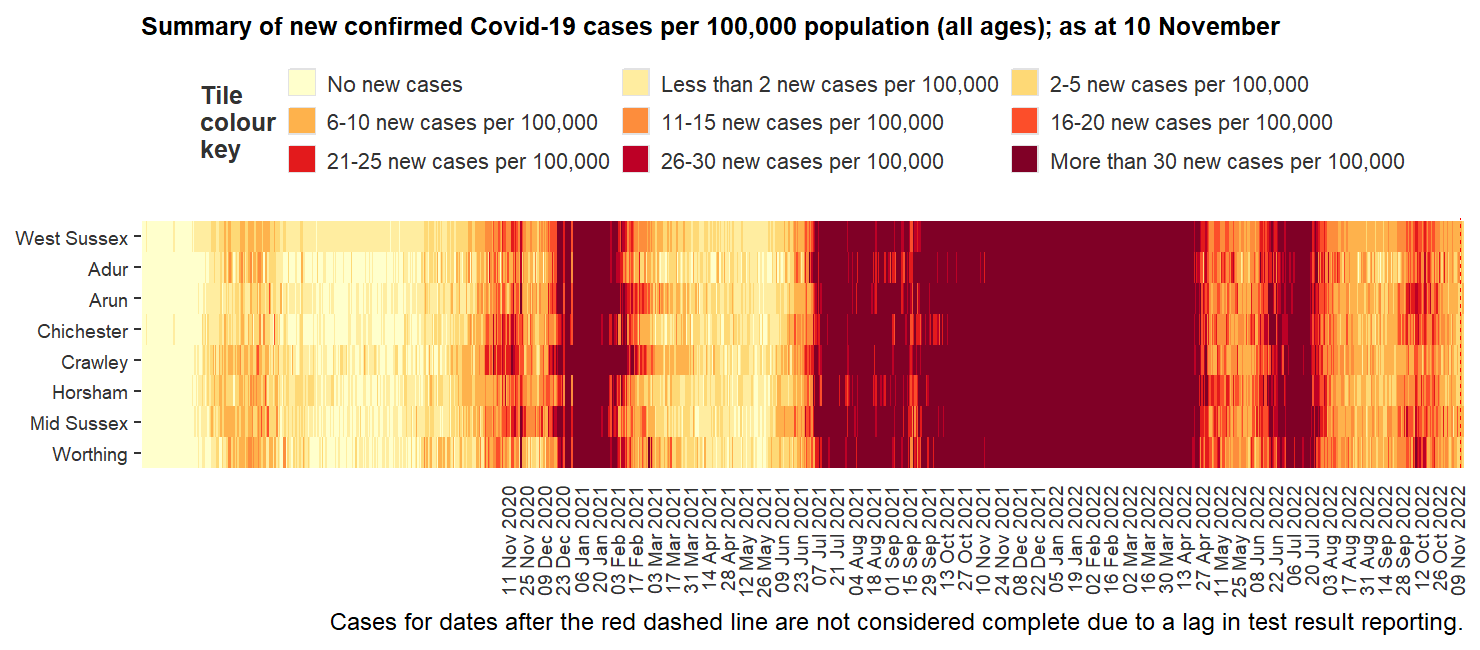 Summary of new confirmed Covid-19 cases per 100,000 population (all ages); as at 10 November
Tile
colour
key
No new cases
Less than 2 new cases per 100,000
2-5 new cases per 100,000
6-10 new cases per 100,000
11-15 new cases per 100,000
16-20 new cases per 100,000
21-25 new cases per 100,000
26-30 new cases per 100,000
More than 30 new cases per 100,000
West Sussex
Adur
Arun
Chichester
Crawley
Horsham
Mid Sussex
Worthing
11 Nov 2020
25 Nov 2020
09 Dec 2020
23 Dec 2020
06 Jan 2021
20 Jan 2021
03 Feb 2021
17 Feb 2021
03 Mar 2021
17 Mar 2021
31 Mar 2021
14 Apr 2021
28 Apr 2021
12 May 2021
26 May 2021
09 Jun 2021
23 Jun 2021
07 Jul 2021
21 Jul 2021
04 Aug 2021
18 Aug 2021
01 Sep 2021
15 Sep 2021
29 Sep 2021
13 Oct 2021
27 Oct 2021
10 Nov 2021
24 Nov 2021
08 Dec 2021
22 Dec 2021
05 Jan 2022
19 Jan 2022
02 Feb 2022
16 Feb 2022
02 Mar 2022
16 Mar 2022
30 Mar 2022
13 Apr 2022
27 Apr 2022
11 May 2022
25 May 2022
08 Jun 2022
22 Jun 2022
06 Jul 2022
20 Jul 2022
03 Aug 2022
17 Aug 2022
31 Aug 2022
14 Sep 2022
28 Sep 2022
12 Oct 2022
26 Oct 2022
09 Nov 2022
Cases for dates after the red dashed line are not considered complete due to a lag in test result reporting.